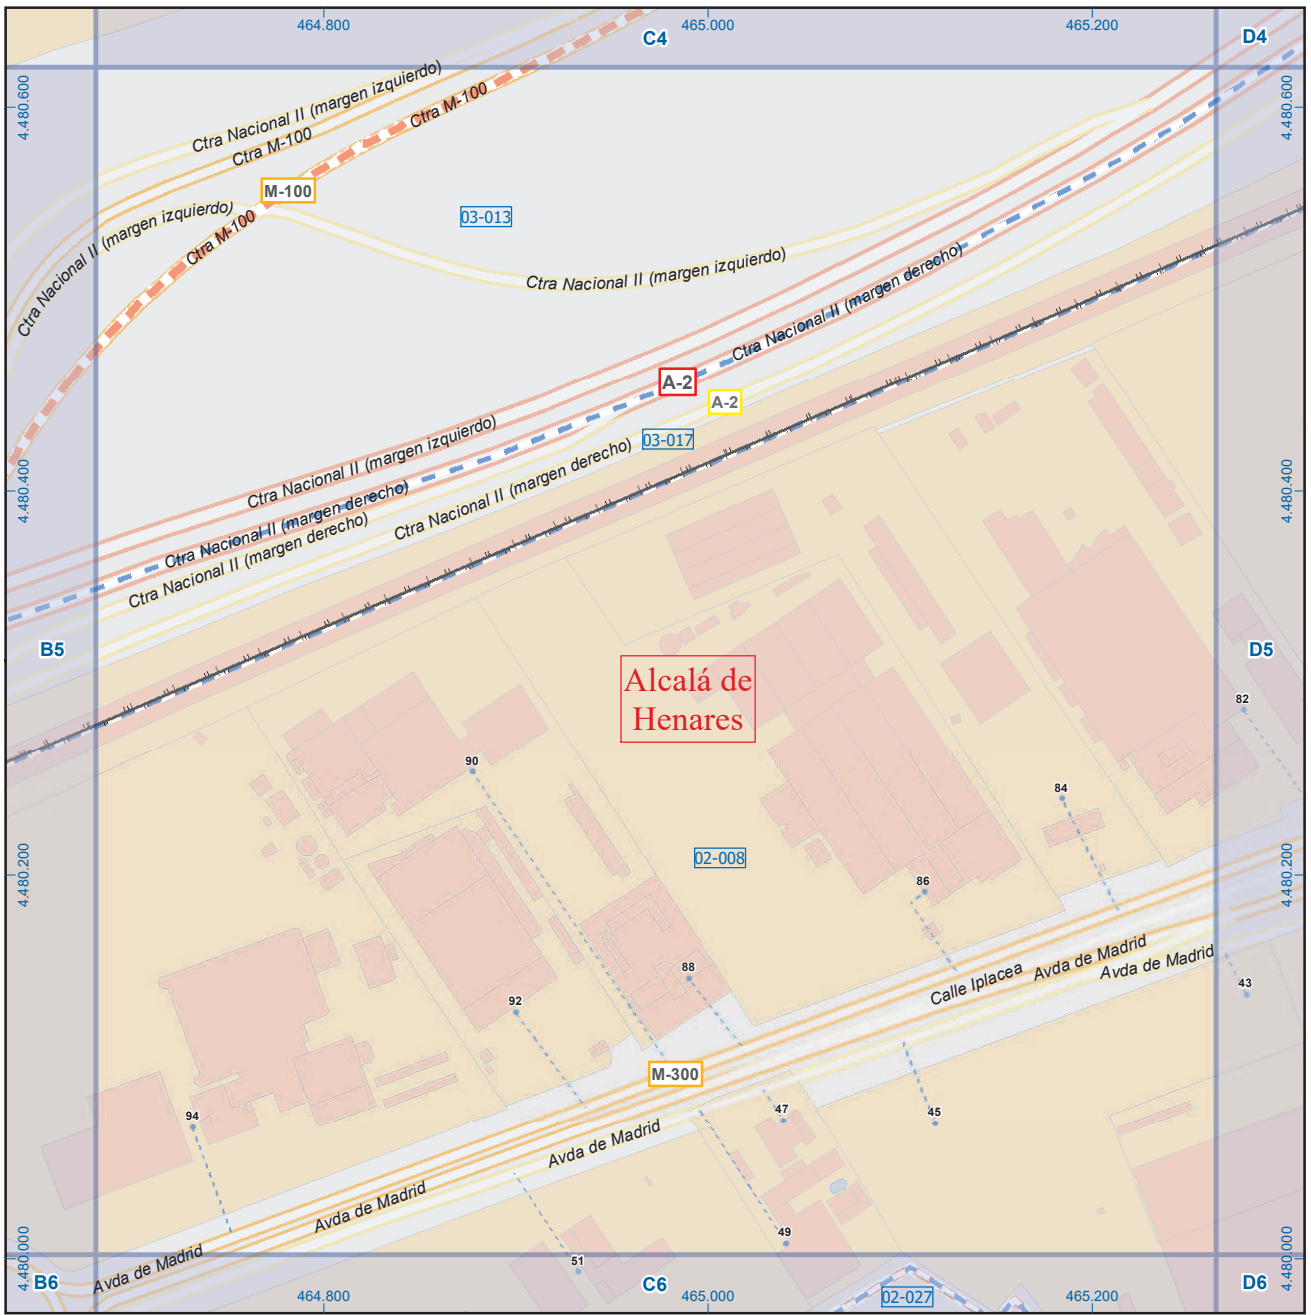 464.800
465.000
465.200
C4
D4
4.480.600
4.480.600
Ctra Nacional II (margen izquierdo)
Ctra M-100
Ctra M-100
M-100
03-013
Ctra Nacional II (margen izquierdo)
Ctra M-100
Ctra Nacional II (margen izquierdo)
Ctra Nacional II (margen derecho)
A-2
A-2
03-017
Ctra Nacional II (margen izquierdo)
Ctra Nacional II (margen derecho)
Ctra Nacional II (margen derecho)
Ctra Nacional II (margen derecho)
4.480.400
4.480.400
B5
D5
Alcalá de
Henares
82
90
84
02-008
86
4.480.200
4.480.200
88
92
Calle Iplacea
Avda de Madrid
Avda de Madrid
43
M-300
94
47
45
Avda de Madrid
Avda de Madrid
49
51
Avda de Madrid
4.480.000
4.480.000
B6
C6
D6
02-027
464.800
465.000
465.200